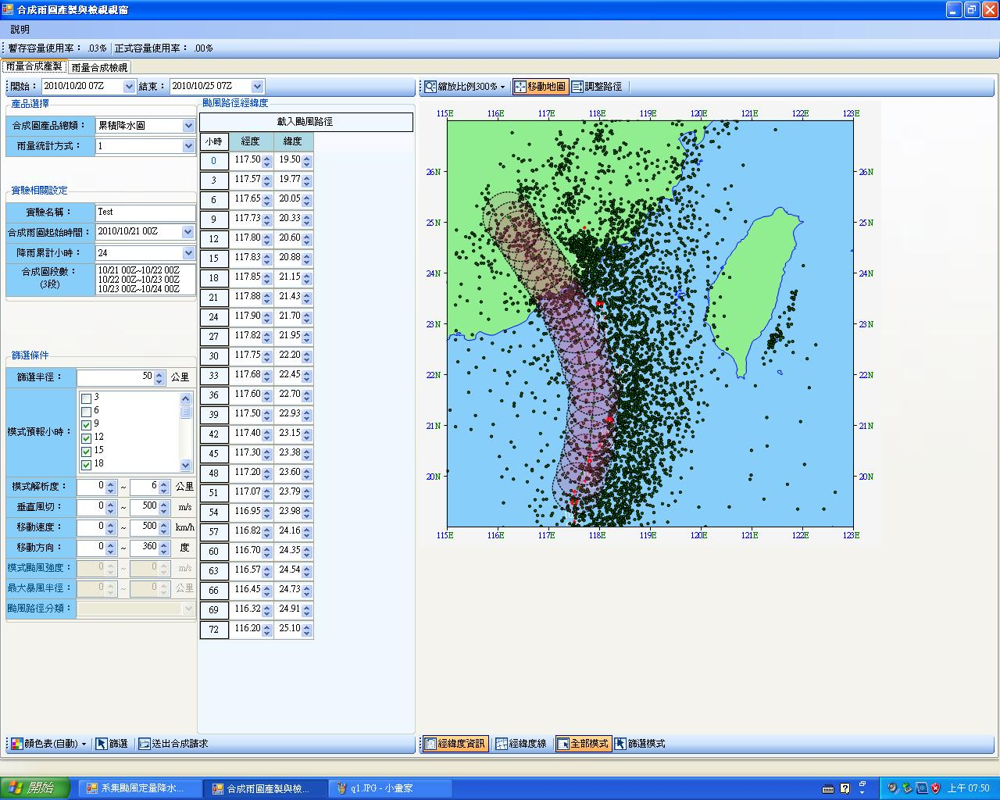 合成雨圖產製與檢視視窗
說明
暫存容量使用率： .03% 正式容量使用率： .00%
雨量合成產製 雨量合成檢視
開始： 2010/10/20 07Z 結束： 2010/10/25 07Z
縮放比例300% 移動地圖 調整路徑
產品選擇
合成圖產品總類： 累積降水圖
雨量統計方式： 1
實驗相關設定
實驗名稱： Test
合成雨圖起始時間： 2010/10/21 00Z
降雨累計小時： 24
合成圖段數： (3段)
10/21 00Z~10/22 00Z
10/22 00Z~10/23 00Z
10/23 00Z~10/24 00Z
篩選條件
篩選半徑： 50 公里
模式預報小時：
3
6
9
12
15
18
模式解析度： 0 ~ 6 公里
垂直風切： 0 ~ 500 m/s
移動速度： 0 ~ 500 km/h
移動方向： 0 ~ 360 度
模式颱風強度： 0 ~ 0 m/s
最大暴風半徑： 0 ~ 0 公里
颱風路徑分類：
颱風路徑經緯度
載入颱風路徑
小時 經度 緯度
0 117.50 19.50
3 117.57 19.77
6 117.65 20.05
9 117.73 20.33
12 117.80 20.60
15 117.83 20.88
18 117.85 21.15
21 117.88 21.43
24 117.90 21.70
27 117.82 21.95
30 117.75 22.20
33 117.68 22.45
36 117.60 22.70
39 117.50 22.93
42 117.40 23.15
45 117.30 23.38
48 117.20 23.60
51 117.07 23.79
54 116.95 23.98
57 116.82 24.16
60 116.70 24.35
63 116.57 24.54
66 116.45 24.73
69 116.32 24.91
72 116.20 25.10
115E 116E 117E 118E 119E 120E 121E 122E 123E
26N 26N
25N 25N
24N 24N
23N 23N
22N 22N
21N 21N
20N 20N
115E 116E 117E 118E 119E 120E 121E 122E 123E
顏色表(自動) 篩選 送出合成請求
經緯度資訊 經緯度線 全部模式 篩選模式
開始 系集颱風定量降水... 合成雨圖產製與檢... q1.JPG - 小畫家 上午 07:50